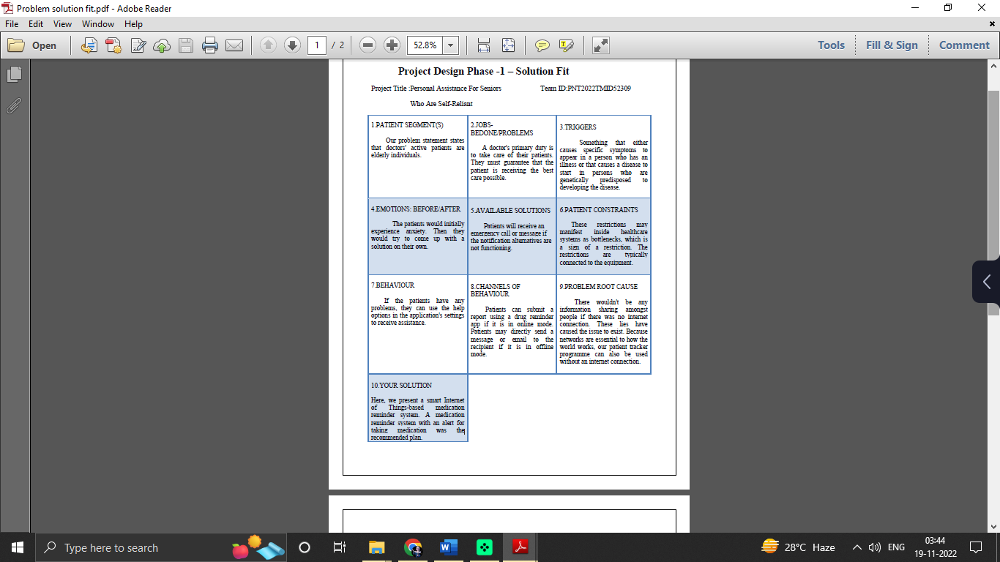 Problem solution fit.pdf - Adobe Reader
File Edit View Window Help
Open 1 / 2 52.8% Tools Fill & Sign Comment
Project Design Phase -1 – Solution Fit
Project Title :Personal Assistance For Seniors Team ID:PNT2022TMID52309
Who Are Self-Reliant
1.PATIENT SEGMENT(S)
Our problem statement states
that doctors' active patients are
elderly individuals.
2.JOBS-
BEDONE/PROBLEMS
A doctor's primary duty is
to take care of their patients.
They must guarantee that the
patient is receiving the best
care possible.
3.TRIGGERS
Something that either
causes specific symptoms to
appear in a person who has an
illness or that causes a disease to
start in persons who are
genetically predisposed to
developing the disease.
4.EMOTIONS: BEFORE/AFTER
The patients would initially
experience anxiety. Then they
would try to come up with a
solution on their own.
5.AVAILABLE SOLUTIONS
Patients will receive an
emergency call or message if
the notification alternatives are
not functioning.
6.PATIENT CONSTRAINTS
These restrictions may
manifest inside healthcare
systems as bottlenecks, which is
a sign of a restriction. The
restrictions are typically
connected to the equipment.
7.BEHAVIOUR
If the patients have any
problems, they can use the help
options in the application's settings
to receive assistance.
8.CHANNELS OF
BEHAVIOUR
Patients can submit a
report using a drug reminder
app if it is in online mode.
Patients may directly send a
message or email to the
recipient if it is in offline
mode.
9.PROBLEM ROOT CAUSE
There wouldn't be any
information sharing amongst
people if there was no internet
connection. These lies have
caused the issue to exist. Because
networks are essential to how the
world works, our patient tracker
programme can also be used
without an internet connection.
10.YOUR SOLUTION
Here, we present a smart Internet
of Things-based medication
reminder system. A medication
reminder system with an alert for
taking medication was the
recommended plan.
Type here to search
28°C Haze ENG
03:44
19-11-2022